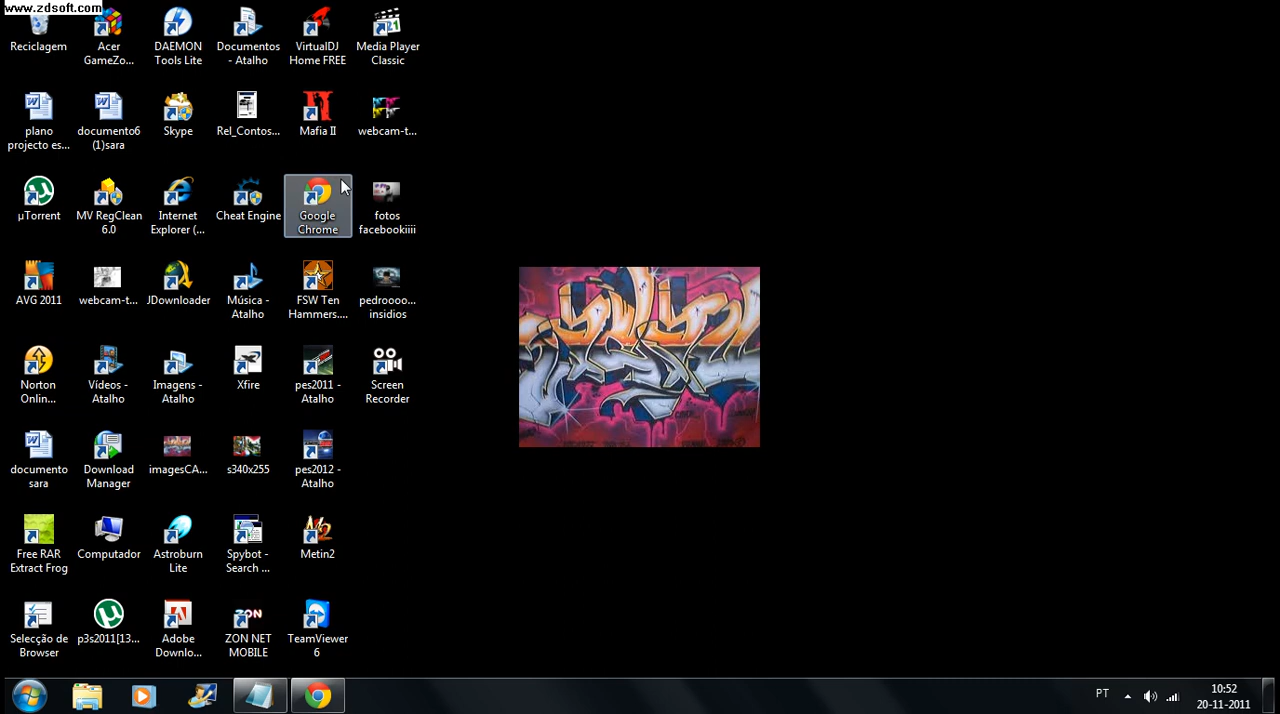 www.zdsoft.com
Reciclagem
Acer
GameZo...
DAEMON
Tools Lite
Documentos
- Atalho
VirtualDJ
Home FREE
Media Player
Classic
plano
projecto es...
documento6
(1)sara
Skype
Rel_Contos...
Mafia II
webcam-t...
µTorrent
MV RegClean
6.0
Internet
Explorer (...
Cheat Engine
Google
Chrome
fotos
facebookiiii
AVG 2011
webcam-t...
JDownloader
Música -
Atalho
FSW Ten
Hammers....
pedroooo...
insidios
Norton
Onlin...
Vídeos -
Atalho
Imagens -
Atalho
Xfire
pes2011 -
Atalho
Screen
Recorder
documento
sara
Download
Manager
imagesCA...
s340x255
pes2012 -
Atalho
Free RAR
Extract Frog
Computador
Astroburn
Lite
Spybot -
Search ...
Metin2
Selecção de
Browser
p3s2011[13...
Adobe
Downlo...
ZON NET
MOBILE
TeamViewer
6
PT
10:52
20-11-2011